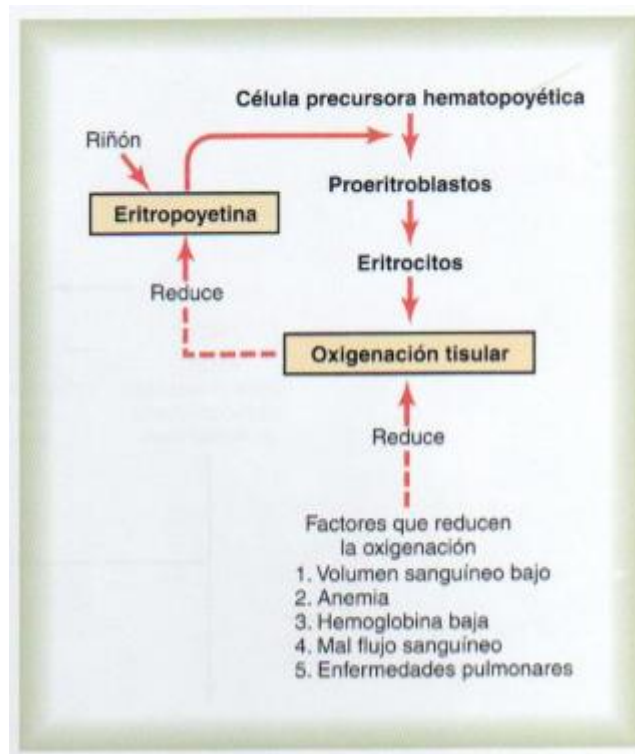 Célula precursora hematopoyética
Riñón
Proeritroblastos
Eritropoyetina
Eritrocitos
Reduce
Oxigenación tisular
Reduce
Factores que reducen
la oxigenación
1. Volumen sanguíneo bajo
2. Anemia
3. Hemoglobina baja
4. Mal flujo sanguíneo
5. Enfermedades pulmonares